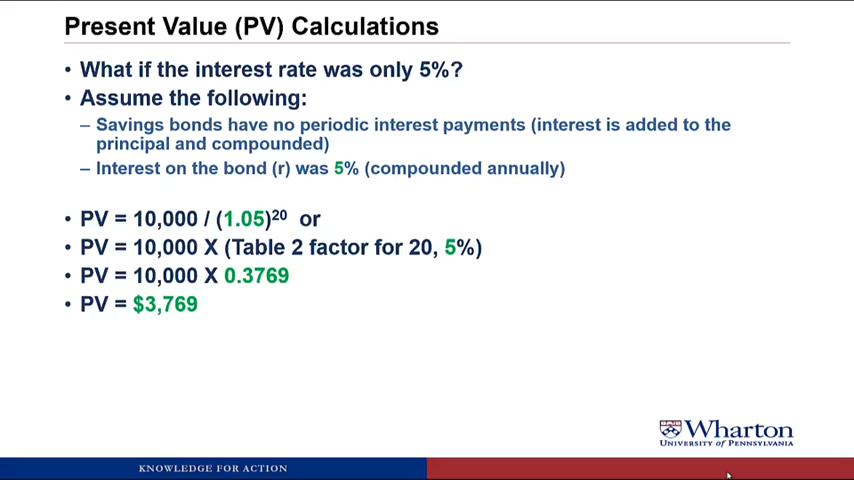 Present Value (PV) Calculations
• What if the interest rate was only 5%?
• Assume the following:
– Savings bonds have no periodic interest payments (interest is added to the
principal and compounded)
– Interest on the bond (r) was 5% (compounded annually)
• PV = 10,000 / (1.05)²⁰ or
• PV = 10,000 X (Table 2 factor for 20, 5%)
• PV = 10,000 X 0.3769
• PV = $3,769
Wharton
UNIVERSITY of PENNSYLVANIA
KNOWLEDGE FOR ACTION